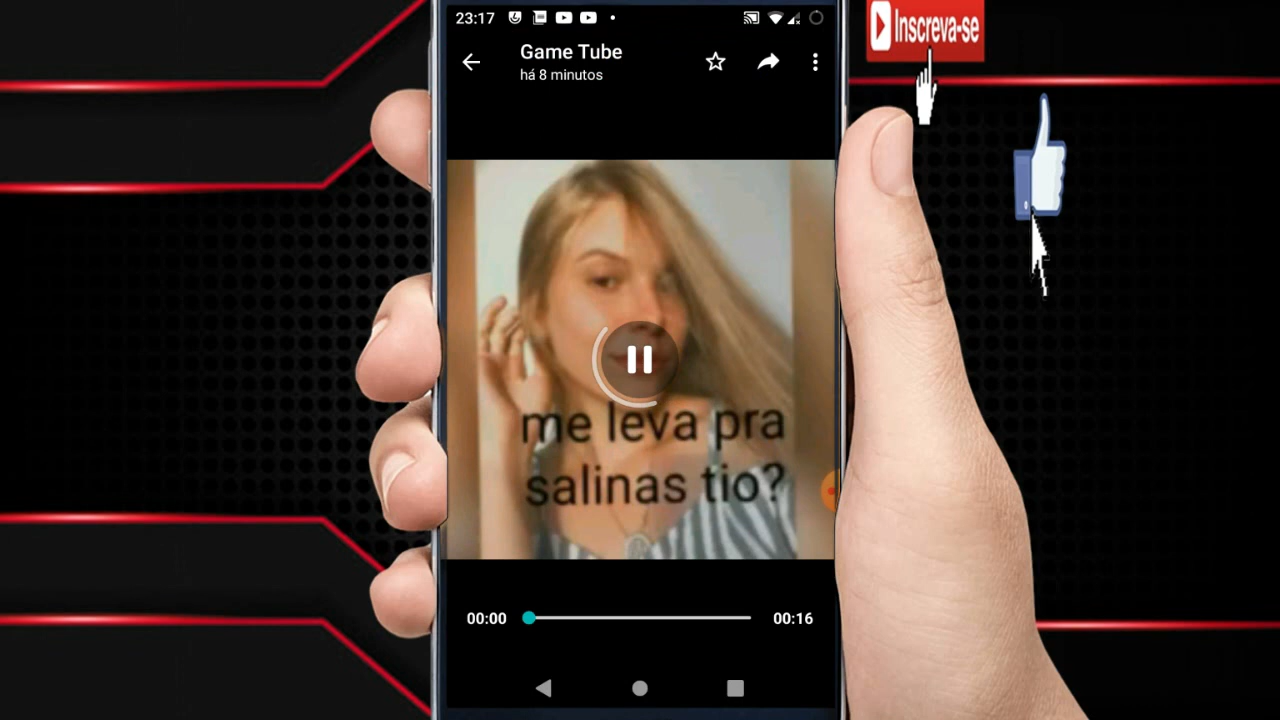 23:17
Game Tube
há 8 minutos
Inscreva-se
me leva pra
salinas tio?
00:00
00:16